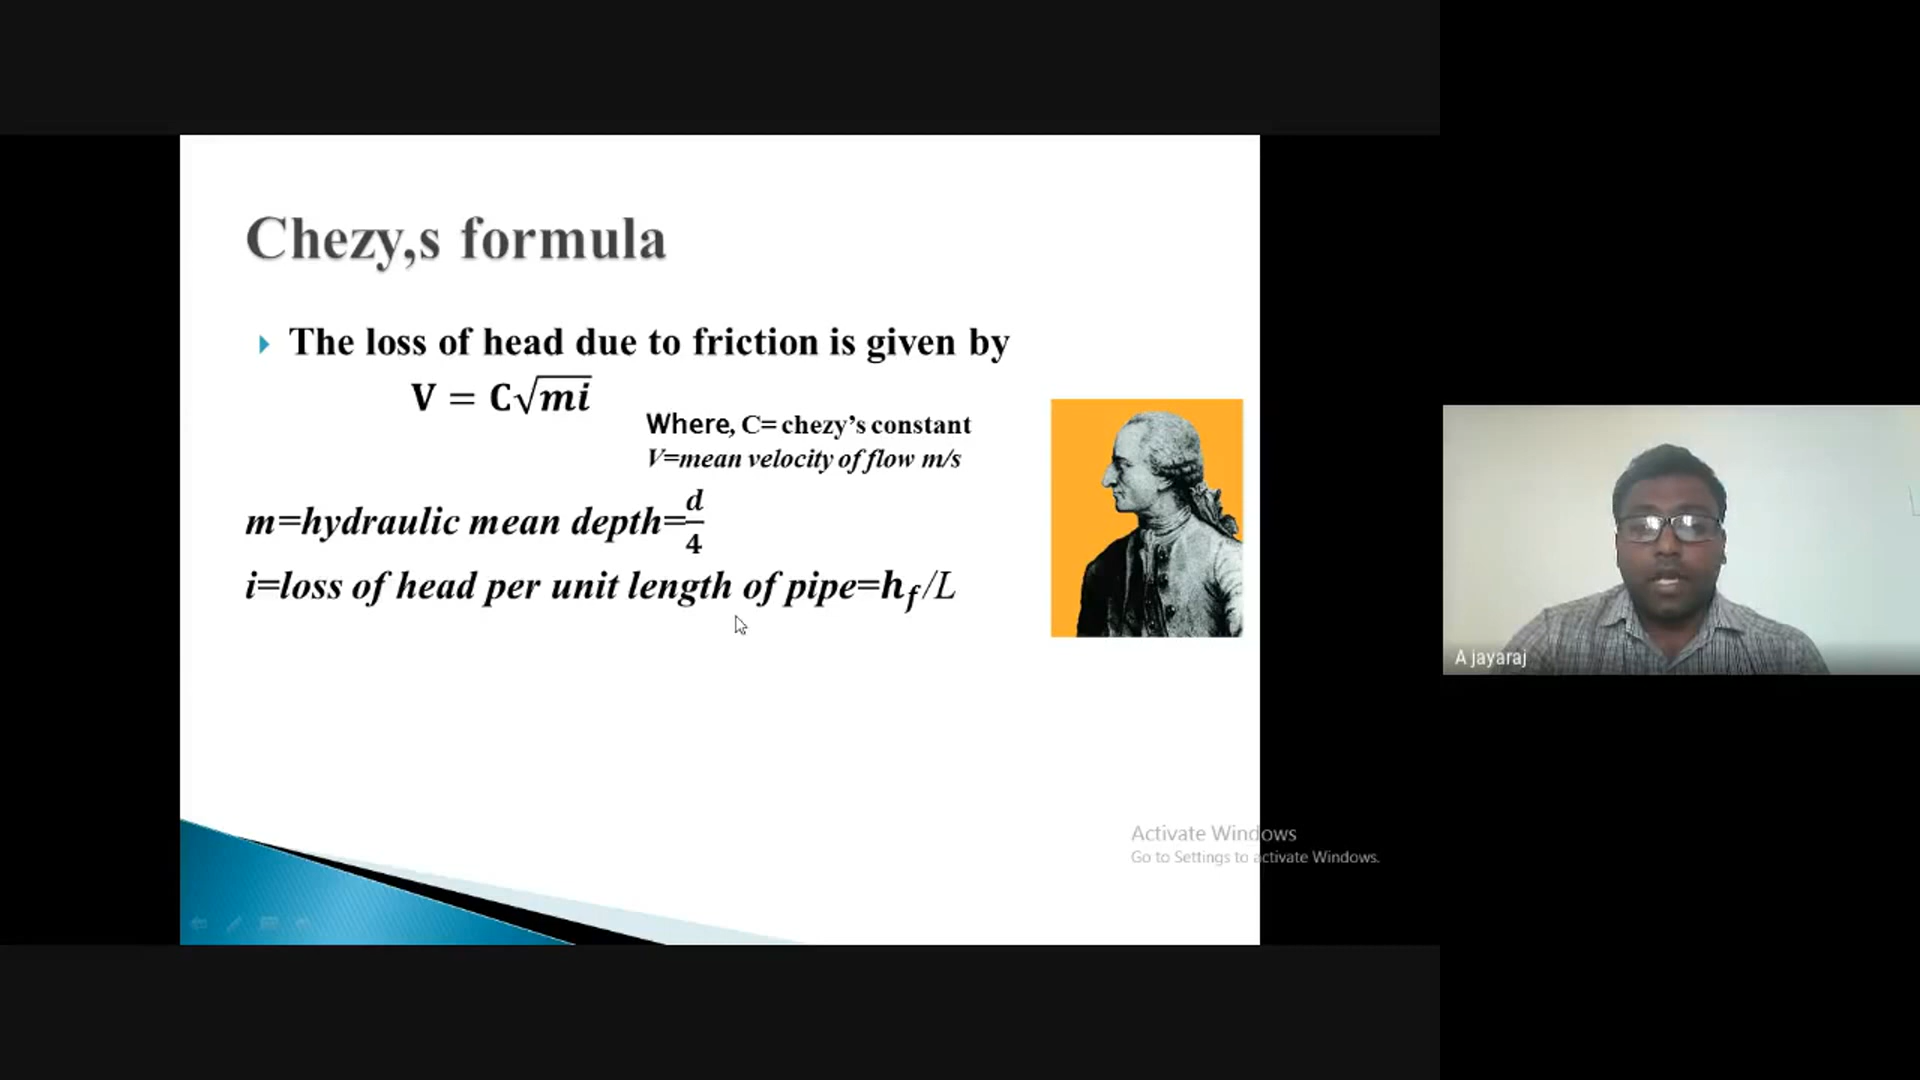 Chezy,s formula
The loss of head due to friction is given by
V = C√mi
Where, C= chezy’s constant
V=mean velocity of flow m/s
m=hydraulic mean depth=d/4
i=loss of head per unit length of pipe=hf/L
A jayaraj
Activate Windows
Go to Settings to activate Windows.